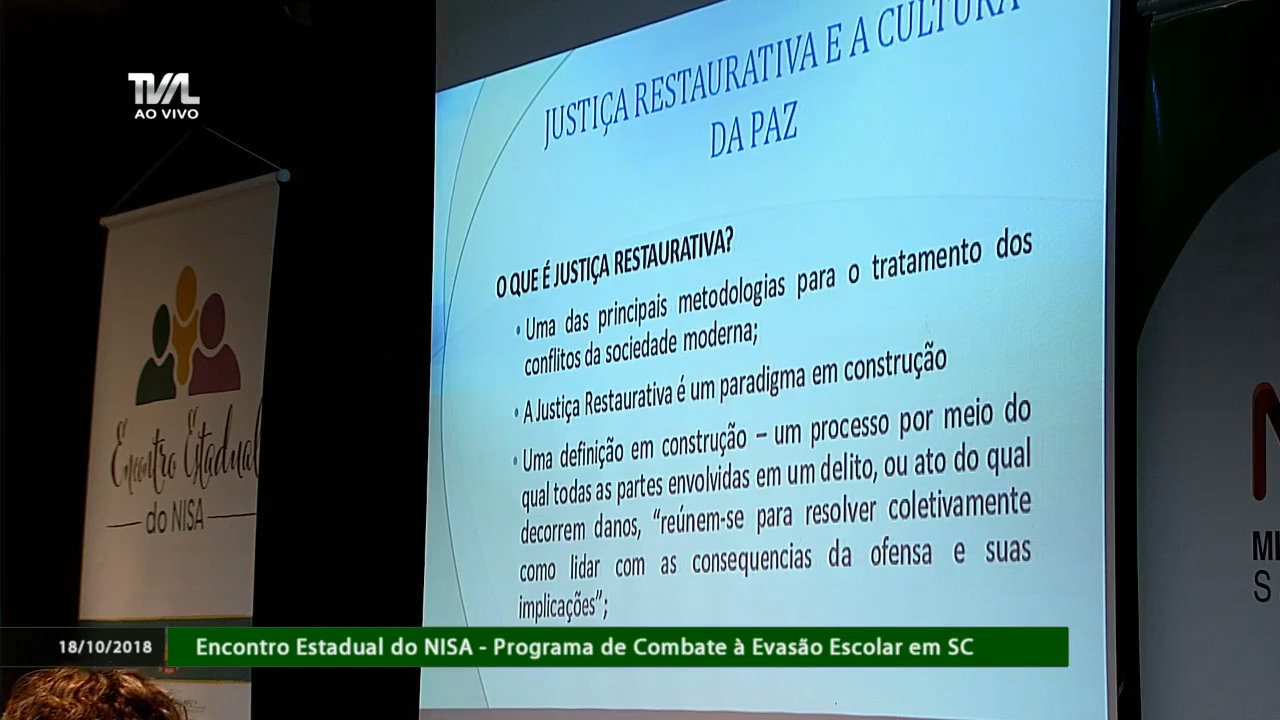 TVAL
AO VIVO
JUSTIÇA RESTAURATIVA E A CULTURA
DA PAZ
O QUE É JUSTIÇA RESTAURATIVA?
• Uma das principais metodologias para o tratamento dos
conflitos da sociedade moderna;
• A Justiça Restaurativa é um paradigma em construção
• Uma definição em construção – um processo por meio do
qual todas as partes envolvidas em um delito, ou ato do qual
decorrem danos, “reúnem-se para resolver coletivamente
como lidar com as consequencias da ofensa e suas
implicações”;
Encontro Estadual
do NISA
18/10/2018
Encontro Estadual do NISA - Programa de Combate à Evasão Escolar em SC